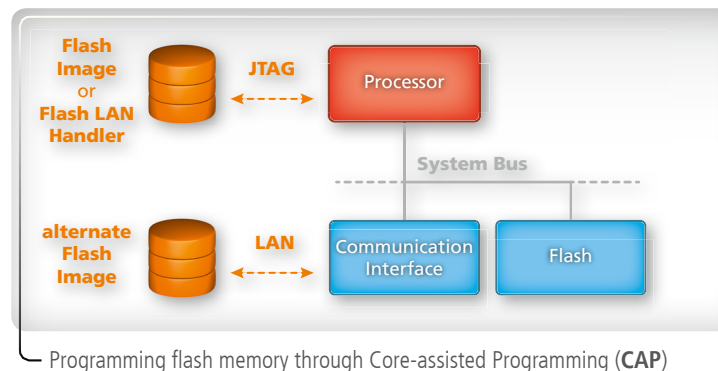 Flash
Image
or
Flash LAN
Handler
JTAG
Processor
System Bus
alternate
Flash
Image
LAN
Communication
Interface
Flash
Programming flash memory through Core-assisted Programming (CAP)